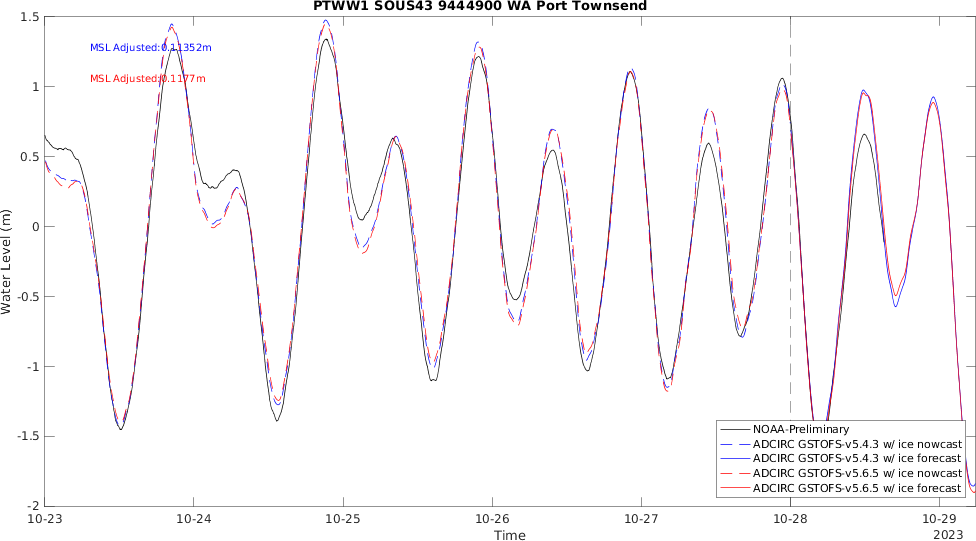 PTWW1 SOUS43 9444900 WA Port Townsend
1.5
1
0.5
0
-0.5
-1
-1.5
-2
Water Level (m)
MSL Adjusted:0.11352m
MSL Adjusted:0.1177m
NOAA-Preliminary
ADCIRC GSTOFS-v5.4.3 w/ ice nowcast
ADCIRC GSTOFS-v5.4.3 w/ ice forecast
ADCIRC GSTOFS-v5.6.5 w/ ice nowcast
ADCIRC GSTOFS-v5.6.5 w/ ice forecast
10-23 10-24 10-25 10-26 10-27 10-28 10-29
2023
Time